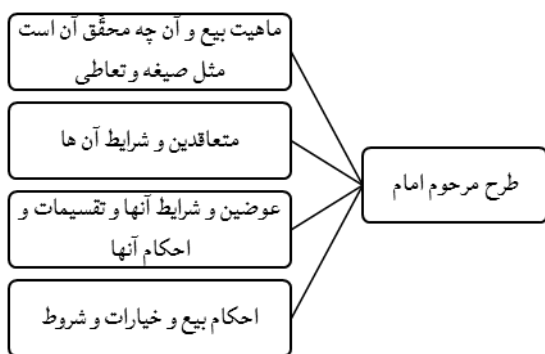 طرح مرحوم امام
ماهیت بیع و آن چه محقِّق آن است
مثل صیغه و تعاطی
متعاقدین و شرایط آن ها
عوضین و شرایط آنها و تقسیمات و
احکام آنها
احکام بیع و خیارات و شروط